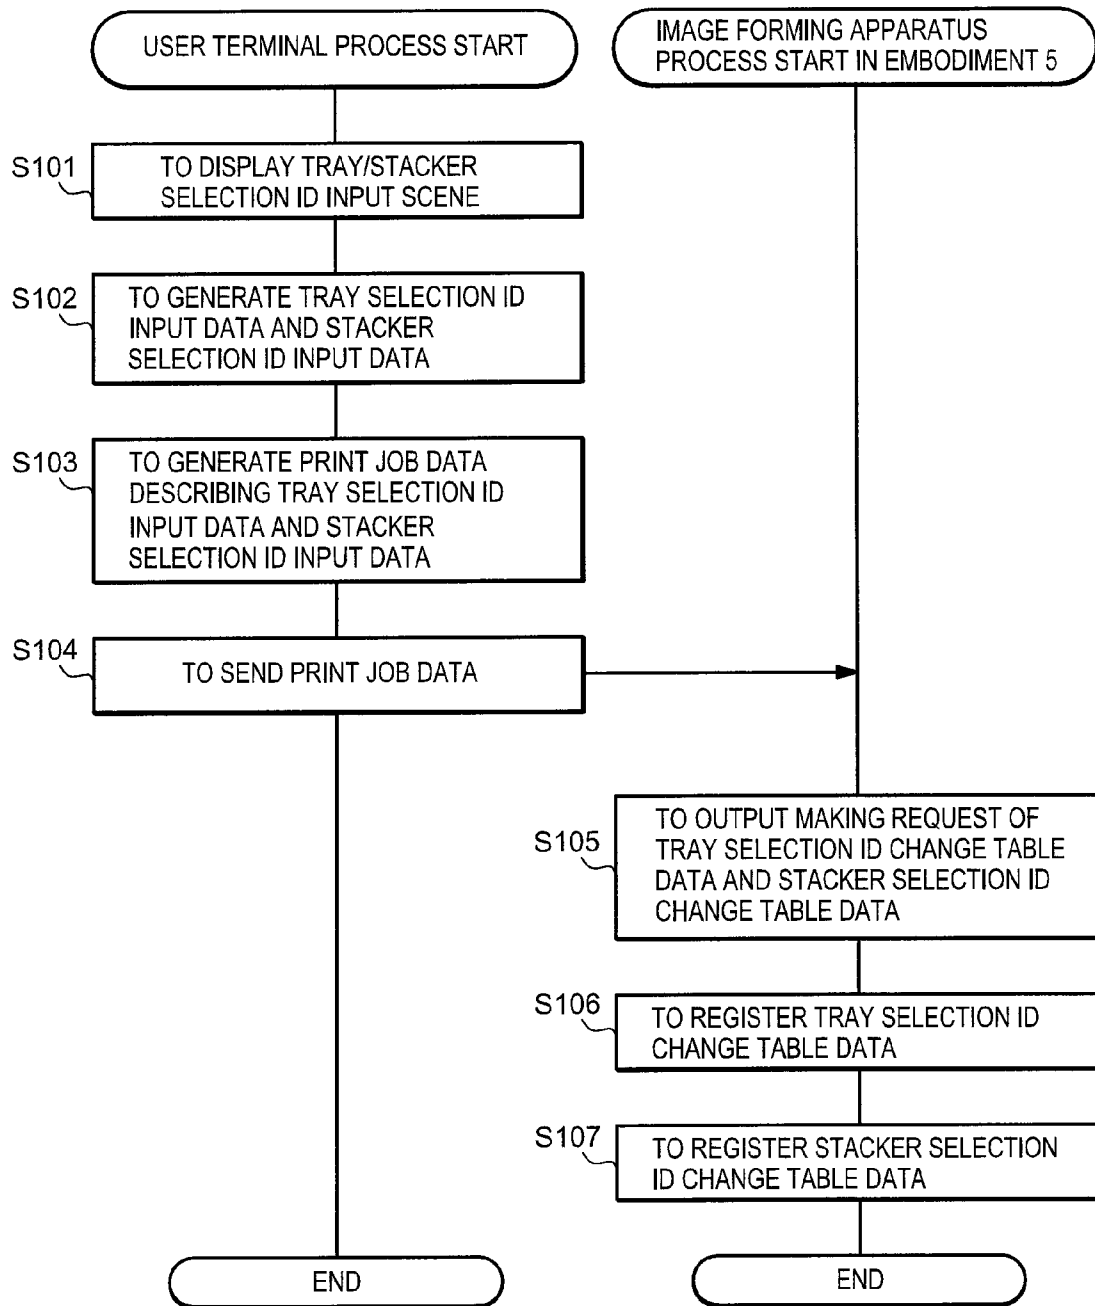 USER TERMINAL PROCESS START
IMAGE FORMING APPARATUS
PROCESS START IN EMBODIMENT 5
S101
TO DISPLAY TRAY/STACKER
SELECTION ID INPUT SCENE
S102
TO GENERATE TRAY SELECTION ID
INPUT DATA AND STACKER
SELECTION ID INPUT DATA
S103
TO GENERATE PRINT JOB DATA
DESCRIBING TRAY SELECTION ID
INPUT DATA AND STACKER
SELECTION ID INPUT DATA
S104
TO SEND PRINT JOB DATA
S105
TO OUTPUT MAKING REQUEST OF
TRAY SELECTION ID CHANGE TABLE
DATA AND STACKER SELECTION ID
CHANGE TABLE DATA
S106
TO REGISTER TRAY SELECTION ID
CHANGE TABLE DATA
S107
TO REGISTER STACKER SELECTION
ID CHANGE TABLE DATA
END
END